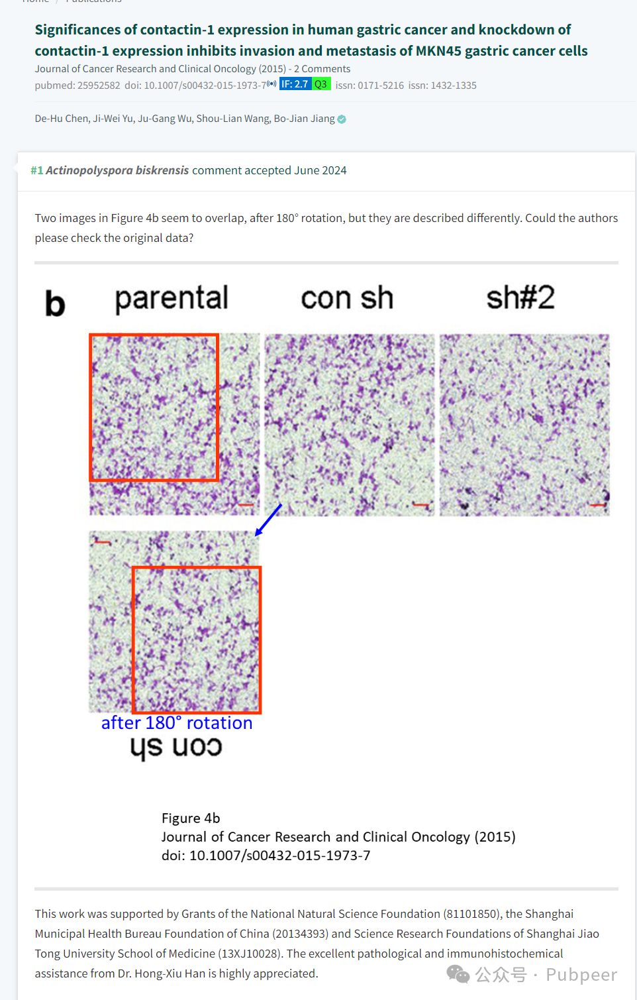 Home / Publications
Significances of contactin-1 expression in human gastric cancer and knockdown of
contactin-1 expression inhibits invasion and metastasis of MKN45 gastric cancer cells
Journal of Cancer Research and Clinical Oncology (2015) - 2 Comments
pubmed: 25952582 doi: 10.1007/s00432-015-1973-7 IF: 2.7 Q3 issn: 0171-5216 issn: 1432-1335
De-Hu Chen, Ji-Wei Yu, Ju-Gang Wu, Shou-Lian Wang, Bo-Jian Jiang
#1 Actinopolyspora biskrensis comment accepted June 2024
Two images in Figure 4b seem to overlap, after 180° rotation, but they are described differently. Could the authors
please check the original data?
b parental con sh sh#2
after 180° rotation
con sh
Figure 4b
Journal of Cancer Research and Clinical Oncology (2015)
doi: 10.1007/s00432-015-1973-7
This work was supported by Grants of the National Natural Science Foundation (81101850), the Shanghai
Municipal Health Bureau Foundation of China (20134393) and Science Research Foundations of Shanghai Jiao
Tong University School of Medicine (13XJ10028). The excellent pathological and immunohistochemical
assistance from Dr. Hong-Xiu Han is highly appreciated.
公众号 · Pubpeer